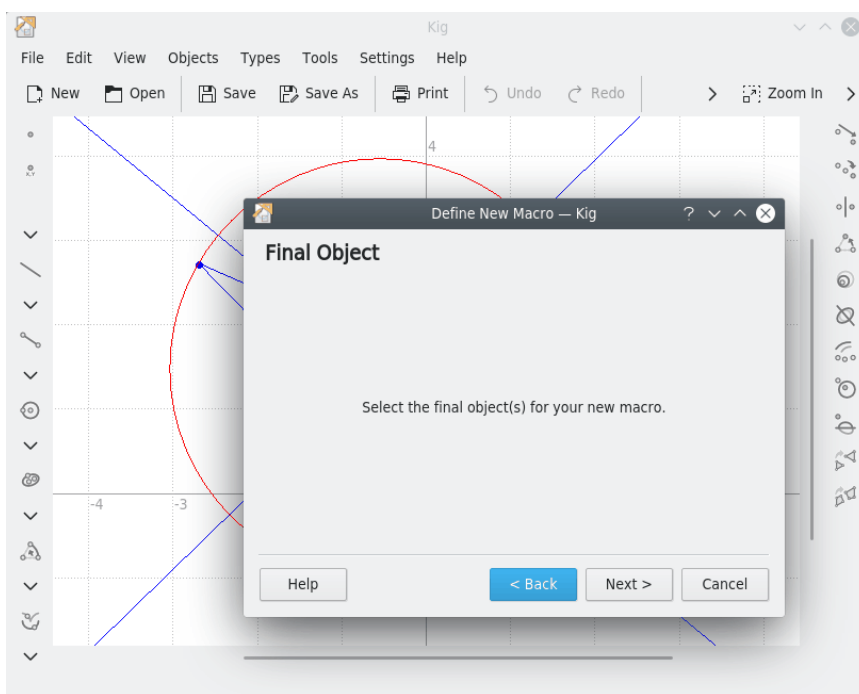 Kig
File Edit View Objects Types Tools Settings Help
New Open Save Save As Print Undo Redo Zoom In
4
Define New Macro — Kig
Final Object
Select the final object(s) for your new macro.
-4 -3
Help < Back Next > Cancel